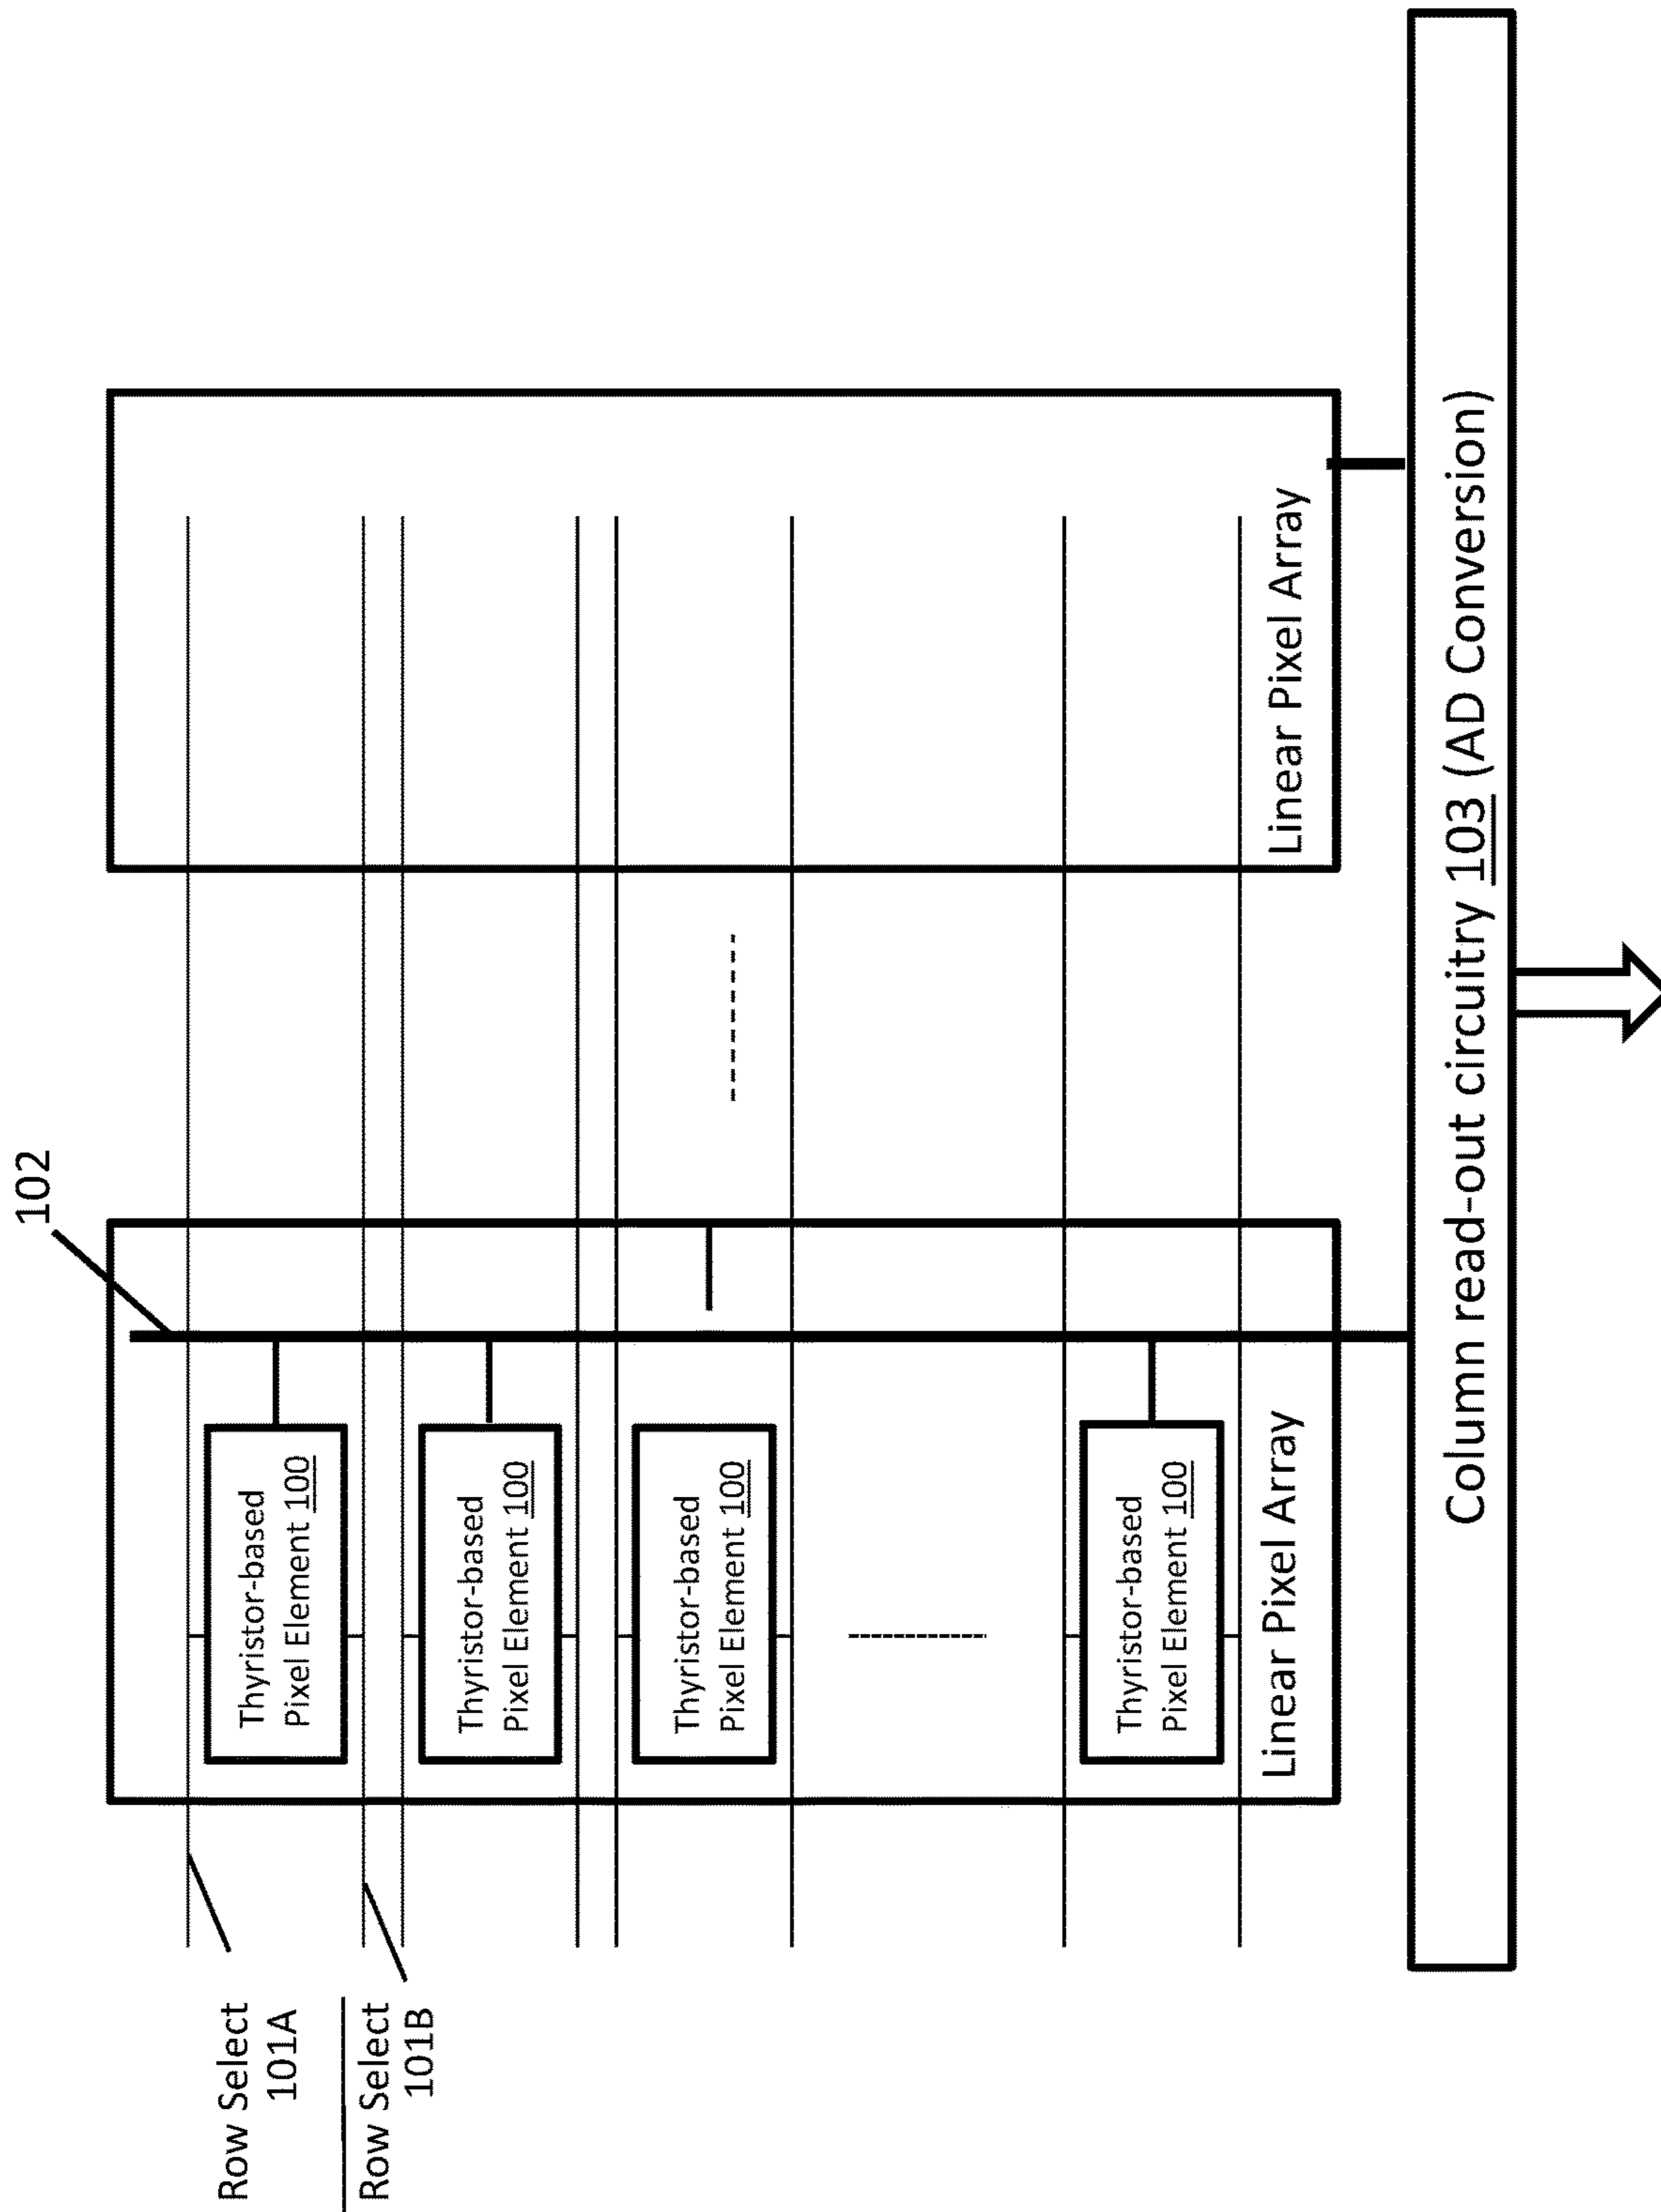 102
Row Select
101A
Row Select
101B
Thyristor-based
Pixel Element 100
Thyristor-based
Pixel Element 100
Thyristor-based
Pixel Element 100
Thyristor-based
Pixel Element 100
Linear Pixel Array
Linear Pixel Array
Column read-out circuitry 103 (AD Conversion)